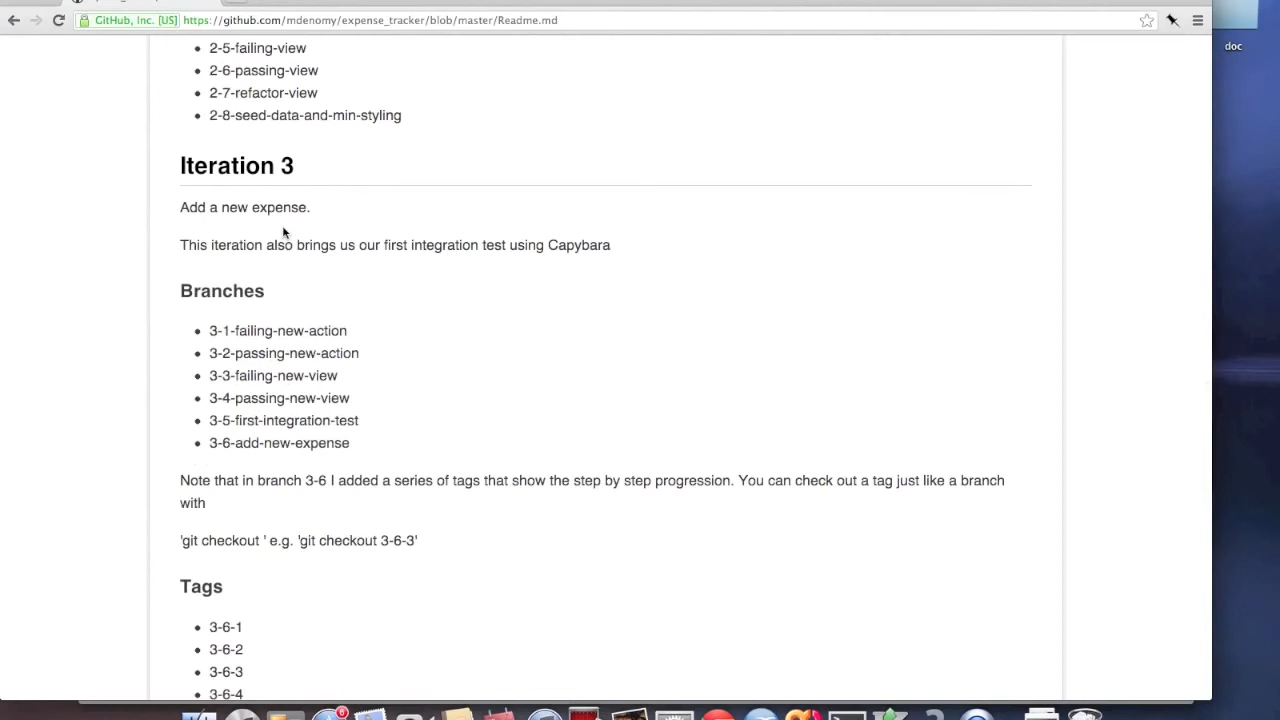 GitHub, Inc. [US] https://github.com/mdenomy/expense_tracker/blob/master/Readme.md
doc
2-5-failing-view
2-6-passing-view
2-7-refactor-view
2-8-seed-data-and-min-styling
Iteration 3
Add a new expense.
This iteration also brings us our first integration test using Capybara
Branches
3-1-failing-new-action
3-2-passing-new-action
3-3-failing-new-view
3-4-passing-new-view
3-5-first-integration-test
3-6-add-new-expense
Note that in branch 3-6 I added a series of tags that show the step by step progression. You can check out a tag just like a branch
with
'git checkout ' e.g. 'git checkout 3-6-3'
Tags
3-6-1
3-6-2
3-6-3
3-6-4
6